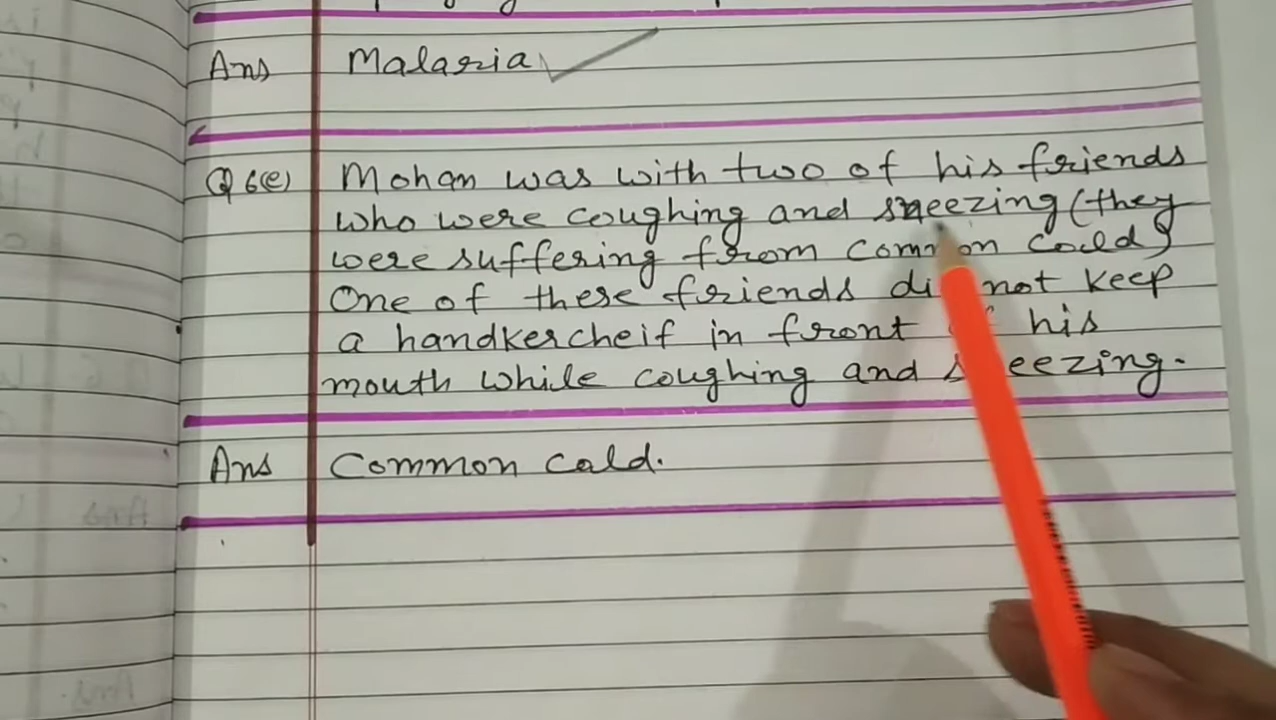 Ans Malaria
Q 6(e) Mohan was with two of his friends
who were coughing and sneezing (they
were suffering from common cold)
One of these friends did not keep
a handkercheif in front of his
mouth while coughing and sneezing.
Ans Common cold.